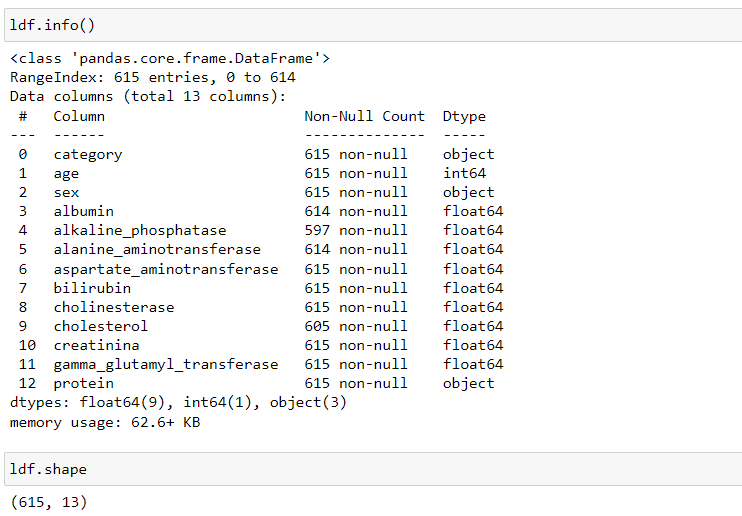 ldf.info()
<class 'pandas.core.frame.DataFrame'>
RangeIndex: 615 entries, 0 to 614
Data columns (total 13 columns):
 #   Column                      Non-Null Count  Dtype
---  ------                      --------------  -----
 0   category                    615 non-null    object
 1   age                         615 non-null    int64
 2   sex                         615 non-null    object
 3   albumin                     614 non-null    float64
 4   alkaline_phosphatase        597 non-null    float64
 5   alanine_aminotransferase    614 non-null    float64
 6   aspartate_aminotransferase  615 non-null    float64
 7   bilirubin                   615 non-null    float64
 8   cholinesterase              615 non-null    float64
 9   cholesterol                 605 non-null    float64
 10  creatinina                  615 non-null    float64
 11  gamma_glutamyl_transferase  615 non-null    float64
 12  protein                     615 non-null    object
dtypes: float64(9), int64(1), object(3)
memory usage: 62.6+ KB
ldf.shape
(615, 13)